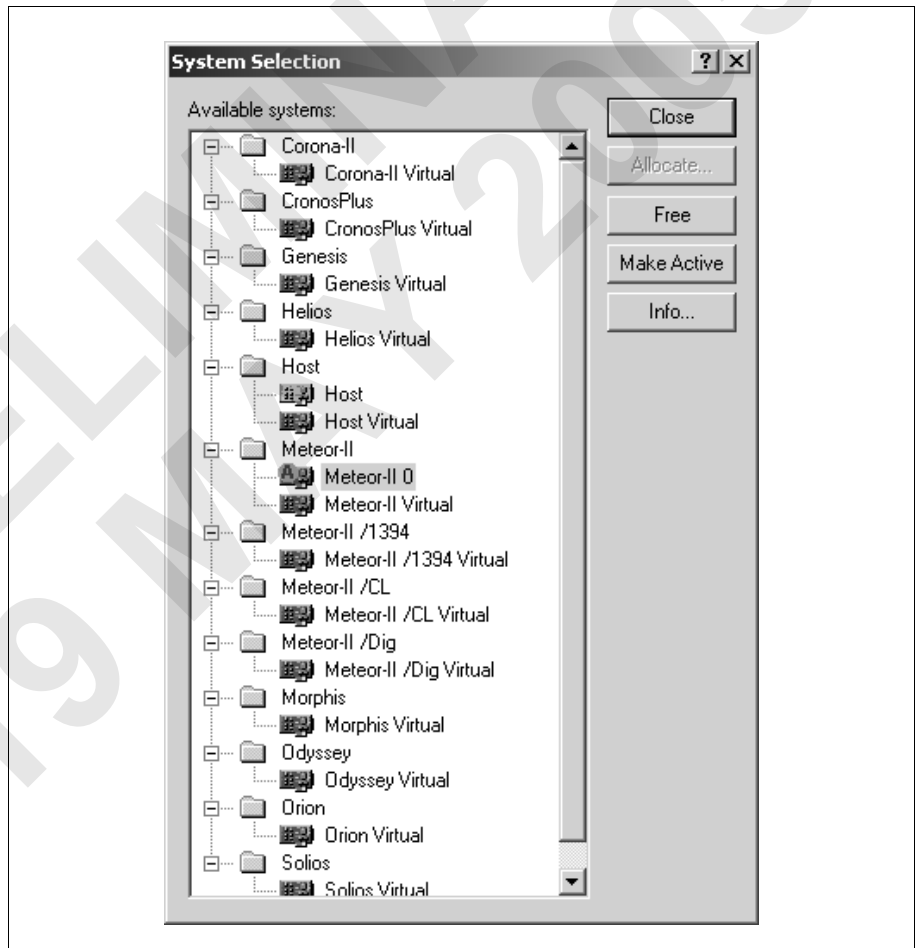 System Selection
Available systems:
Corona-II
Corona-II Virtual
CronosPlus
CronosPlus Virtual
Genesis
Genesis Virtual
Helios
Helios Virtual
Host
Host
Host Virtual
Meteor-II
Meteor-II 0
Meteor-II Virtual
Meteor-II /1394
Meteor-II /1394 Virtual
Meteor-II /CL
Meteor-II /CL Virtual
Meteor-II /Dig
Meteor-II /Dig Virtual
Morphis
Morphis Virtual
Odyssey
Odyssey Virtual
Orion
Orion Virtual
Solios
Solios Virtual
Close
Allocate...
Free
Make Active
Info...
19 MAY